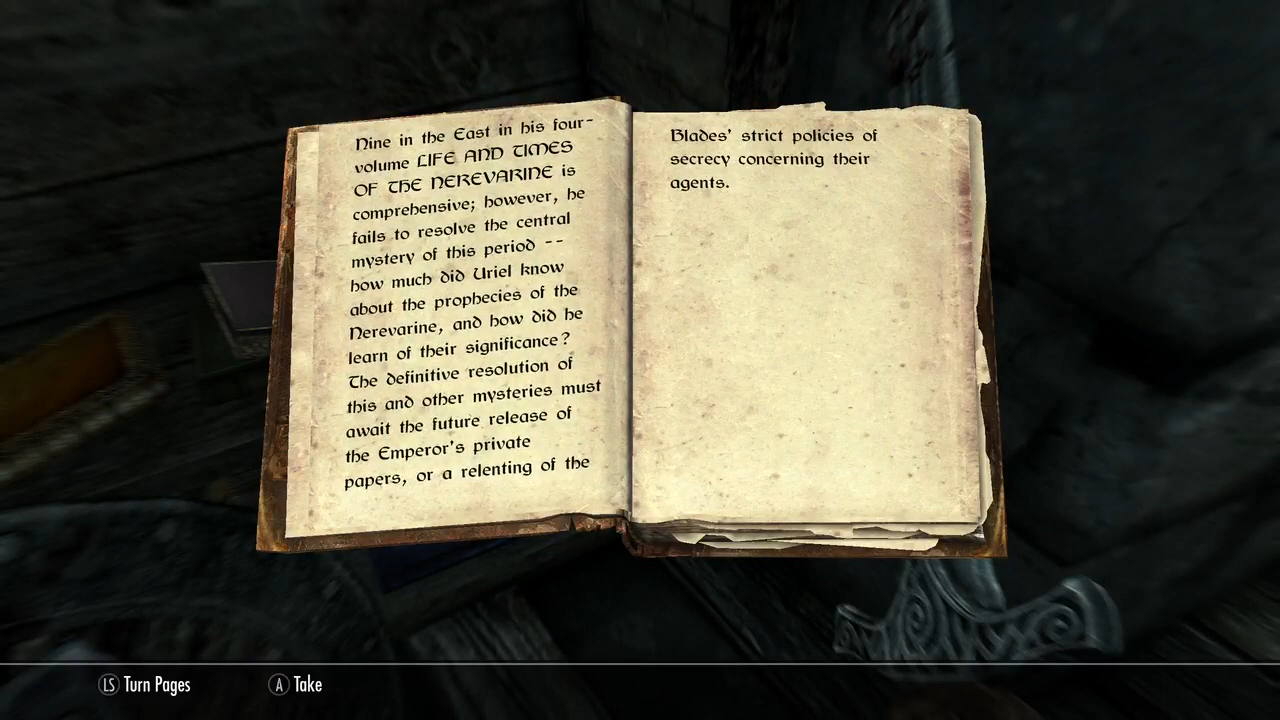 Nine in the East in his four-
volume LIFE AND TIMES
OF THE NEREVARINE is
comprehensive; however, he
fails to resolve the central
mystery of this period --
how much did Uriel know
about the prophecies of the
Nerevarine, and how did he
learn of their significance?
The definitive resolution of
this and other mysteries must
await the future release of
the Emperor's private
papers, or a relenting of the
Blades' strict policies of
secrecy concerning their
agents.
LS Turn Pages
A Take